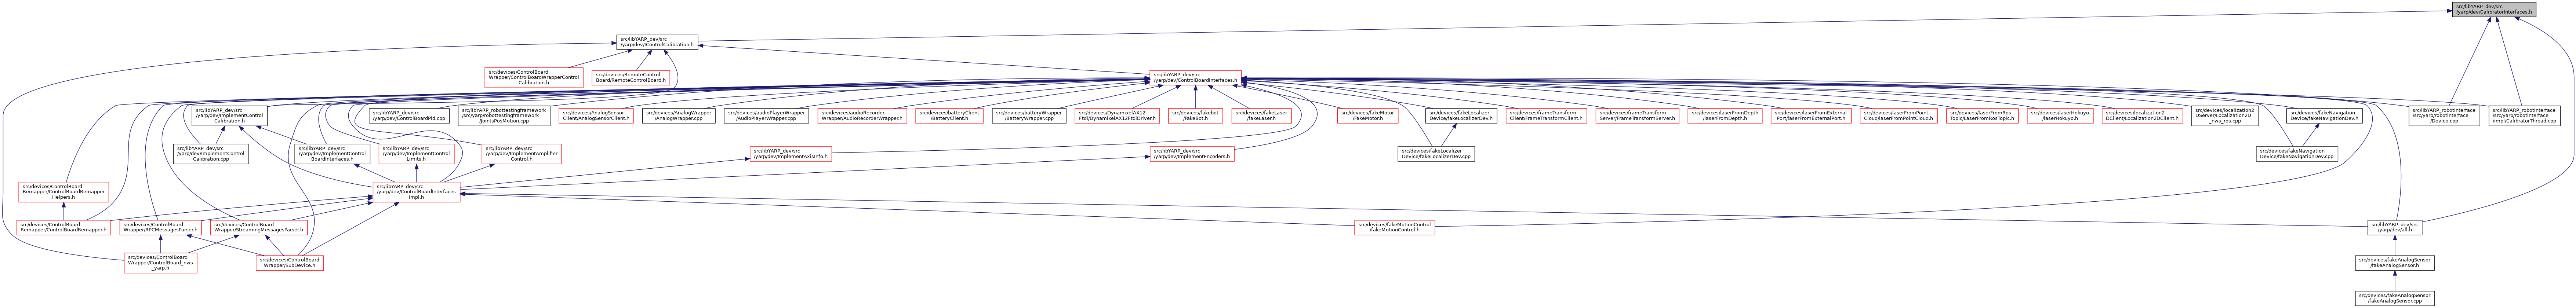 src/libYARP_dev/src
/yarp/dev/CalibratorInterfaces.h
src/libYARP_dev/src
/yarp/dev/IControlCalibration.h
src/devices/ControlBoard
Wrapper/ControlBoardWrapperControl
Calibration.h
src/devices/RemoteControl
Board/RemoteControlBoard.h
src/libYARP_dev/src
/yarp/dev/ControlBoardInterfaces.h
src/libYARP_dev/src
/yarp/dev/ImplementControl
Calibration.h
src/libYARP_dev/src
/yarp/dev/ControlBoardPid.cpp
src/libYARP_robottestingframework
/src/yarp/robottestingframework
/JointsPosMotion.cpp
src/devices/AnalogSensor
Client/AnalogSensorClient.h
src/devices/AnalogWrapper
/AnalogWrapper.cpp
src/devices/audioPlayerWrapper
/AudioPlayerWrapper.cpp
src/devices/audioRecorder
Wrapper/AudioRecorderWrapper.h
src/devices/batteryClient
/BatteryClient.h
src/devices/batteryWrapper
/BatteryWrapper.cpp
src/devices/DynamixelAX12
Ftdi/DynamixelAX12FtdiDriver.h
src/devices/fakebot
/FakeBot.h
src/devices/fakeLaser
/fakeLaser.h
src/devices/fakeMotor
/fakeMotor.h
src/devices/fakeLocalizer
Device/fakeLocalizerDev.h
src/devices/FrameTransform
Client/FrameTransformClient.h
src/devices/FrameTransform
Server/FrameTransformServer.h
src/devices/laserFromDepth
/laserFromDepth.h
src/devices/laserFromExternal
Port/laserFromExternalPort.h
src/devices/laserFromPoint
Cloud/laserFromPointCloud.h
src/devices/laserFromRos
Topic/LaserFromRosTopic.h
src/devices/laserHokuyo
/laserHokuyo.h
src/devices/localization2
DClient/Localization2DClient.h
src/devices/localization2
DServer/Localization2D
_nws_ros.cpp
src/devices/fakeNavigation
Device/fakeNavigationDev.h
src/libYARP_robotinterface
/src/yarp/robotinterface
/Device.cpp
src/libYARP_robotinterface
/src/yarp/robotinterface
/impl/CalibratorThread.cpp
src/libYARP_dev/src
/yarp/dev/ImplementControl
Calibration.cpp
src/libYARP_dev/src
/yarp/dev/ImplementControl
BoardInterfaces.h
src/libYARP_dev/src
/yarp/dev/ImplementControl
Limits.h
src/libYARP_dev/src
/yarp/dev/ImplementAmplifier
Control.h
src/libYARP_dev/src
/yarp/dev/ImplementAxisInfo.h
src/libYARP_dev/src
/yarp/dev/ImplementEncoders.h
src/devices/fakeLocalizer
Device/fakeLocalizerDev.cpp
src/devices/fakeNavigation
Device/fakeNavigationDev.cpp
src/devices/ControlBoard
Remapper/ControlBoardRemapper
Helpers.h
src/libYARP_dev/src
/yarp/dev/ControlBoardInterfaces
Impl.h
src/devices/ControlBoard
Remapper/ControlBoardRemapper.h
src/devices/ControlBoard
Wrapper/RPCMessagesParser.h
src/devices/ControlBoard
Wrapper/StreamingMessagesParser.h
src/devices/fakeMotionControl
/fakeMotionControl.h
src/libYARP_dev/src
/yarp/dev/all.h
src/devices/ControlBoard
Wrapper/ControlBoard_nws
_yarp.h
src/devices/ControlBoard
Wrapper/SubDevice.h
src/devices/fakeAnalogSensor
/fakeAnalogSensor.h
src/devices/fakeAnalogSensor
/fakeAnalogSensor.cpp